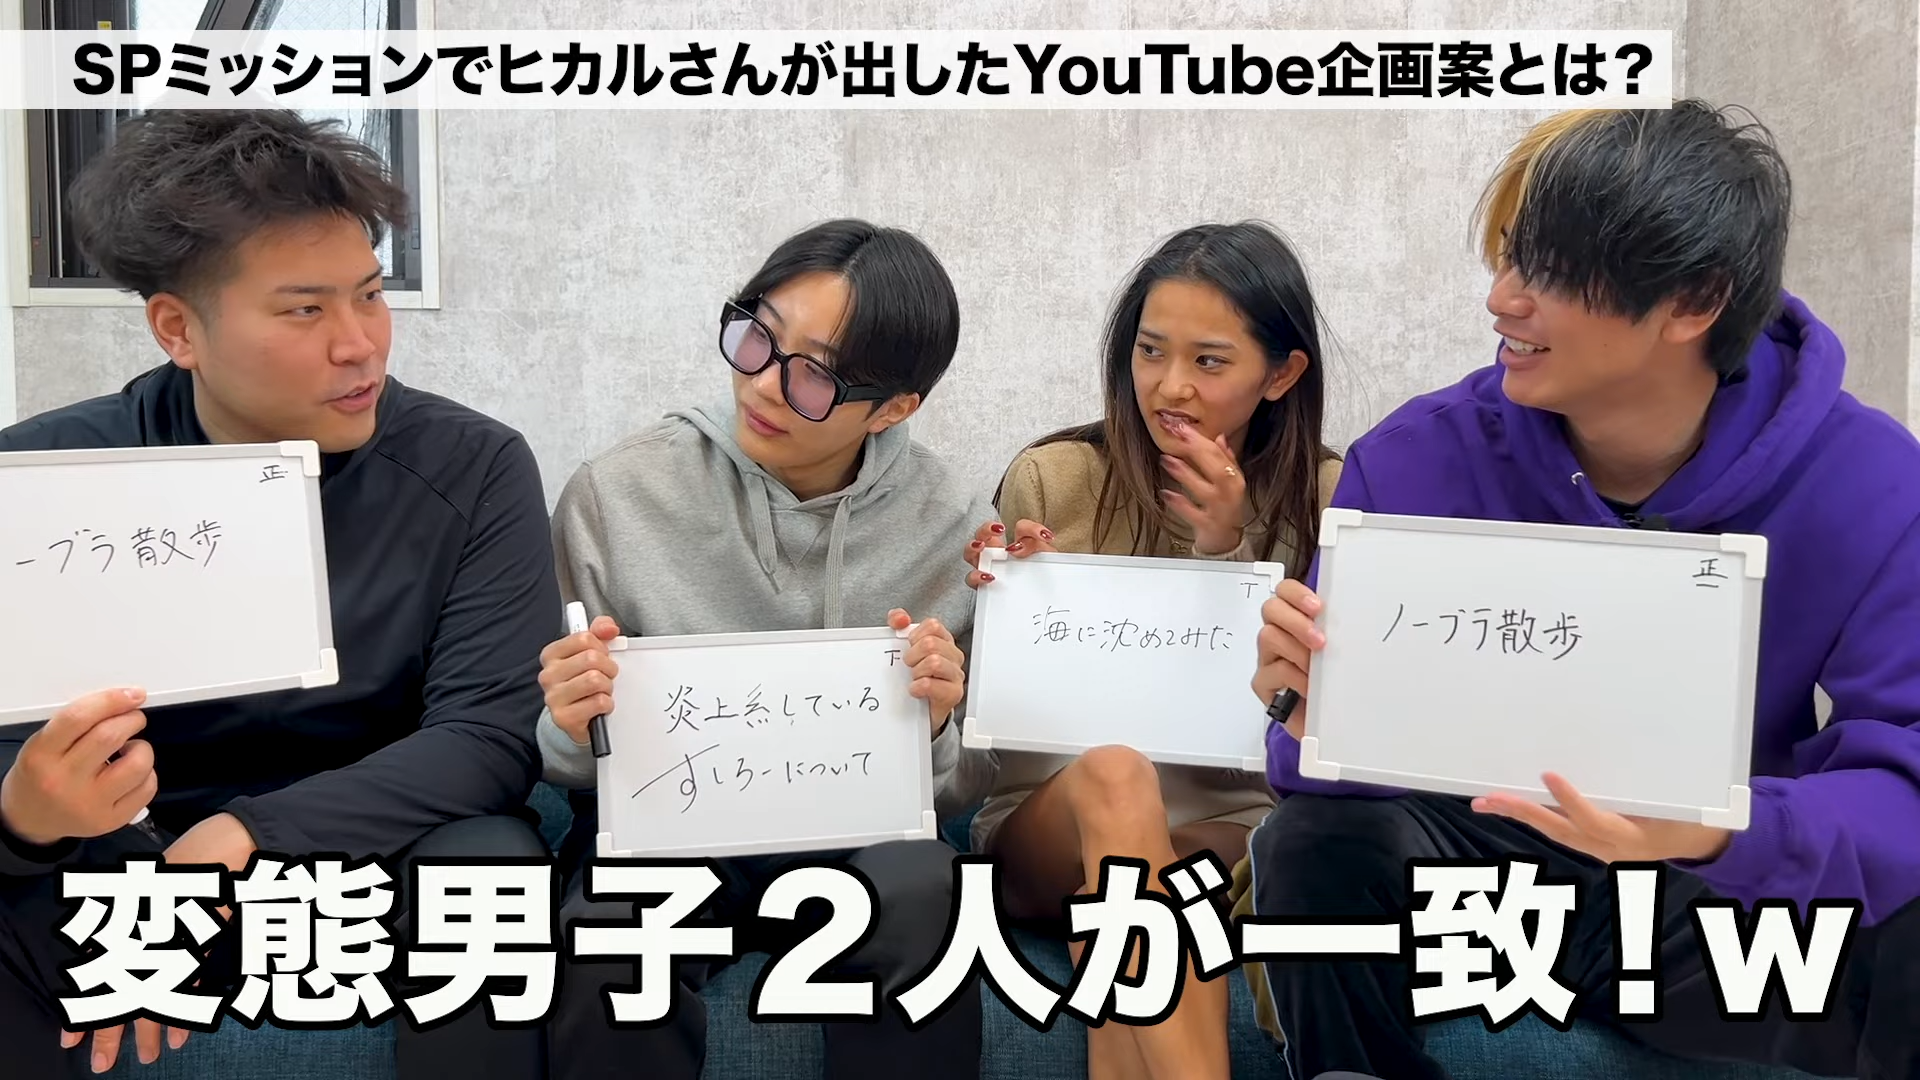 SPミッションでヒカルさんが出したYouTube企画案とは？
正
ーブラ散歩
下
炎上系している
すしろーについて
T
海に沈めてみた
正
ノーブラ散歩
変態男子２人が一致！w